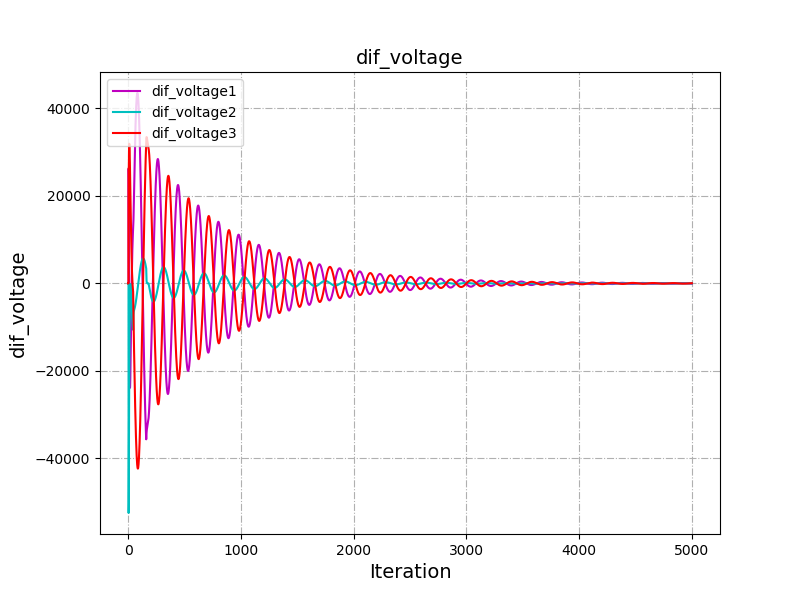 dif_voltage
dif_voltage1
dif_voltage2
dif_voltage3
40000
20000
0
−20000
−40000
dif_voltage
0 1000 2000 3000 4000 5000
Iteration